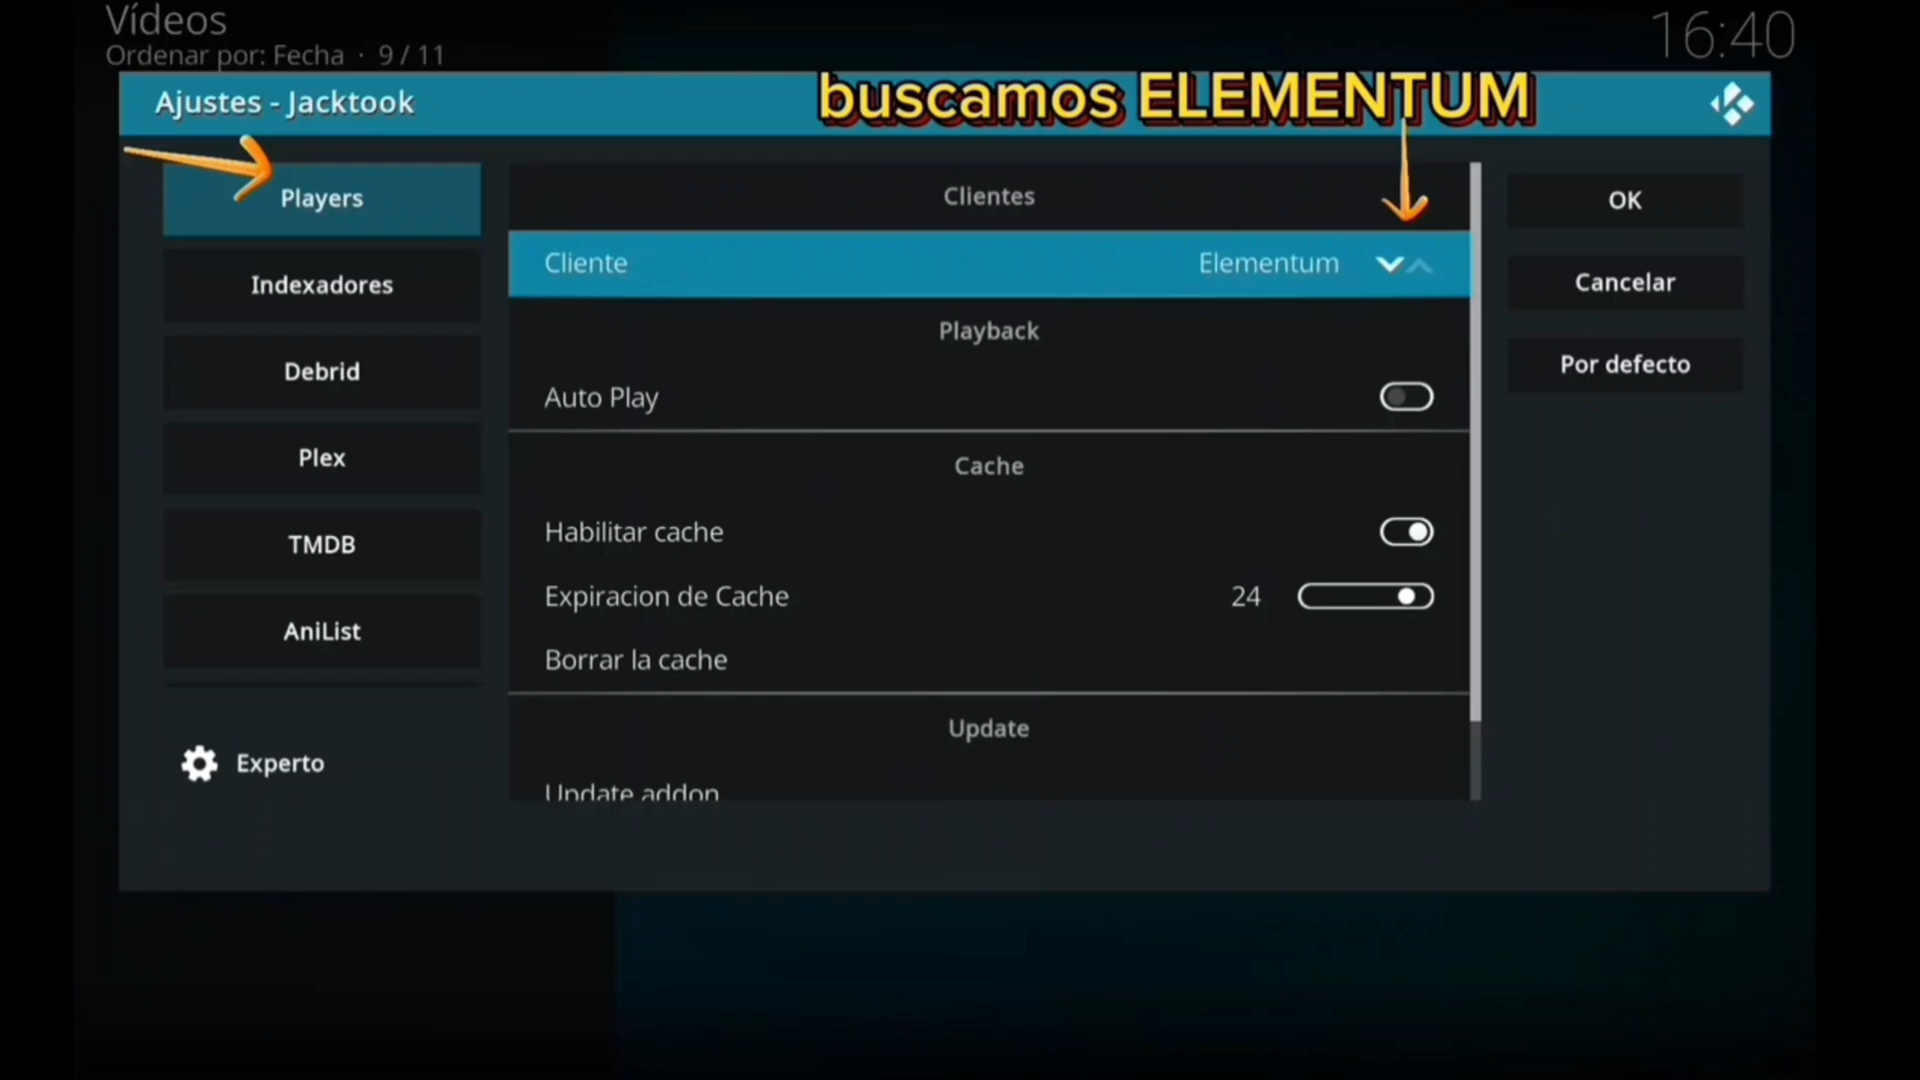 Vídeos
Ordenar por: Fecha · 9 / 11
16:40
Ajustes - Jacktook
buscamos ELEMENTUM
Players
Indexadores
Debrid
Plex
TMDB
AniList
Experto
Clientes
Cliente Elementum
Playback
Auto Play
Cache
Habilitar cache
Expiracion de Cache 24
Borrar la cache
Update
Update addon
OK
Cancelar
Por defecto